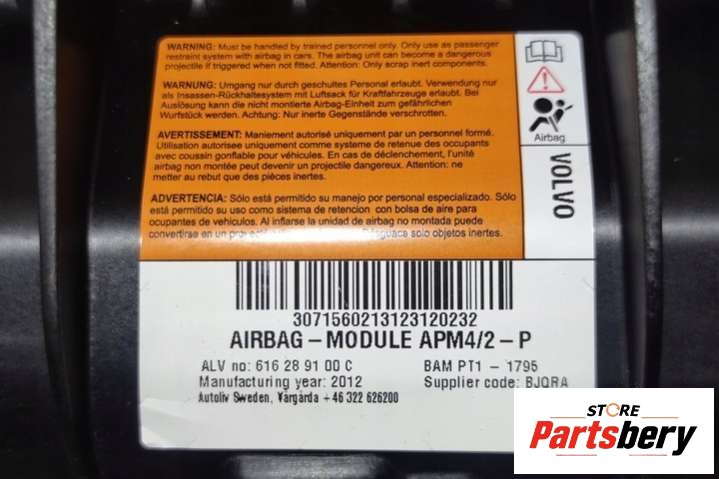 WARNING: Must be handled by trained personnel only. Only use as passenger
restraint system with airbag in cars. The airbag unit can become a dangerous
projectile if triggered when not fitted. Attention: Only scrap inert components.
WARNUNG: Umgang nur durch geschultes Personal erlaubt. Verwendung nur
als Insassen-Rückhaltesystem mit Luftsack für Kraftfahrzeuge erlaubt. Bei
Auslösung kann die nicht montierte Airbag-Einheit zum gefährlichen
Wurfstück werden. Achtung: Nur inerte Gegenstände verschrotten.
AVERTISSEMENT: Maniement autorisé uniquement par un personnel formé.
Utilisation autorisee uniquement comme systeme de retenue des occupants
avec coussin gonflable pour véhicules. En cas de déclenchement, l'unité
airbag non montée peut devenir un projectile dangereux. Attention: ne
metter au rebut que des pièces inertes.
ADVERTENCIA: Sólo está permitido su manejo por personal especializado. Sólo
está permitido su uso como sistema de retencion con bolsa de aire para
ocupantes de vehículos. Al inflarse la unidad de airbag no montada puede
convertirse en un solo objetos inertes.
Airbag
VOLVO
3071560213123120232
AIRBAG-MODULE APM4/2-P
ALV no: 616 28 91 00 C
BAM PT1 - 1795
Manufacturing year: 2012
Supplier code: BJQRA
Autoliv Sweden, Vårgårda +46 322 626200
STORE
Partsbery